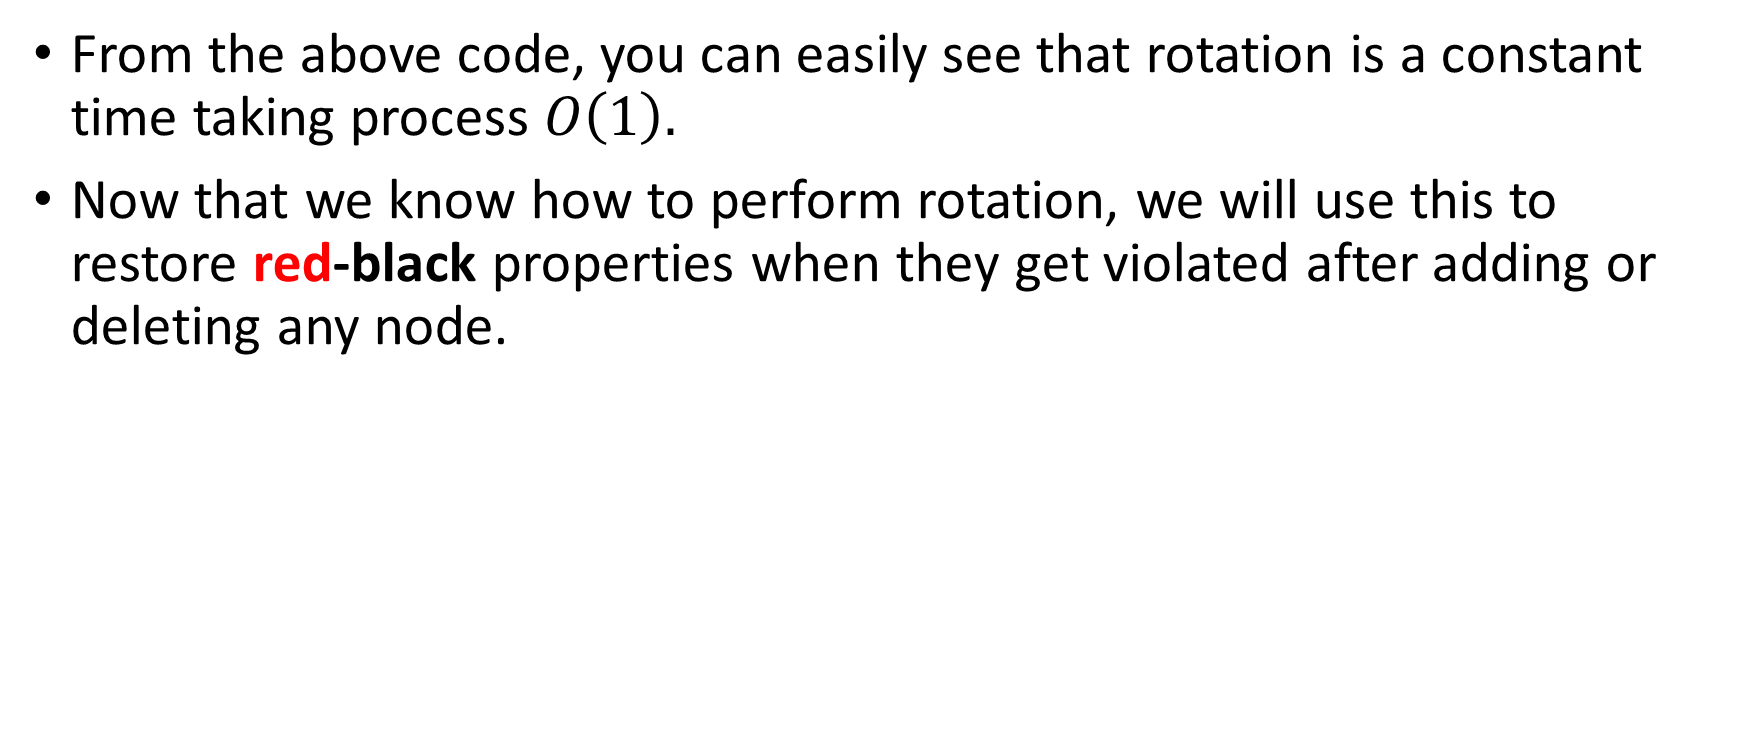 • From the above code, you can easily see that rotation is a constant
time taking process O(1).
• Now that we know how to perform rotation, we will use this to
restore red-black properties when they get violated after adding or
deleting any node.